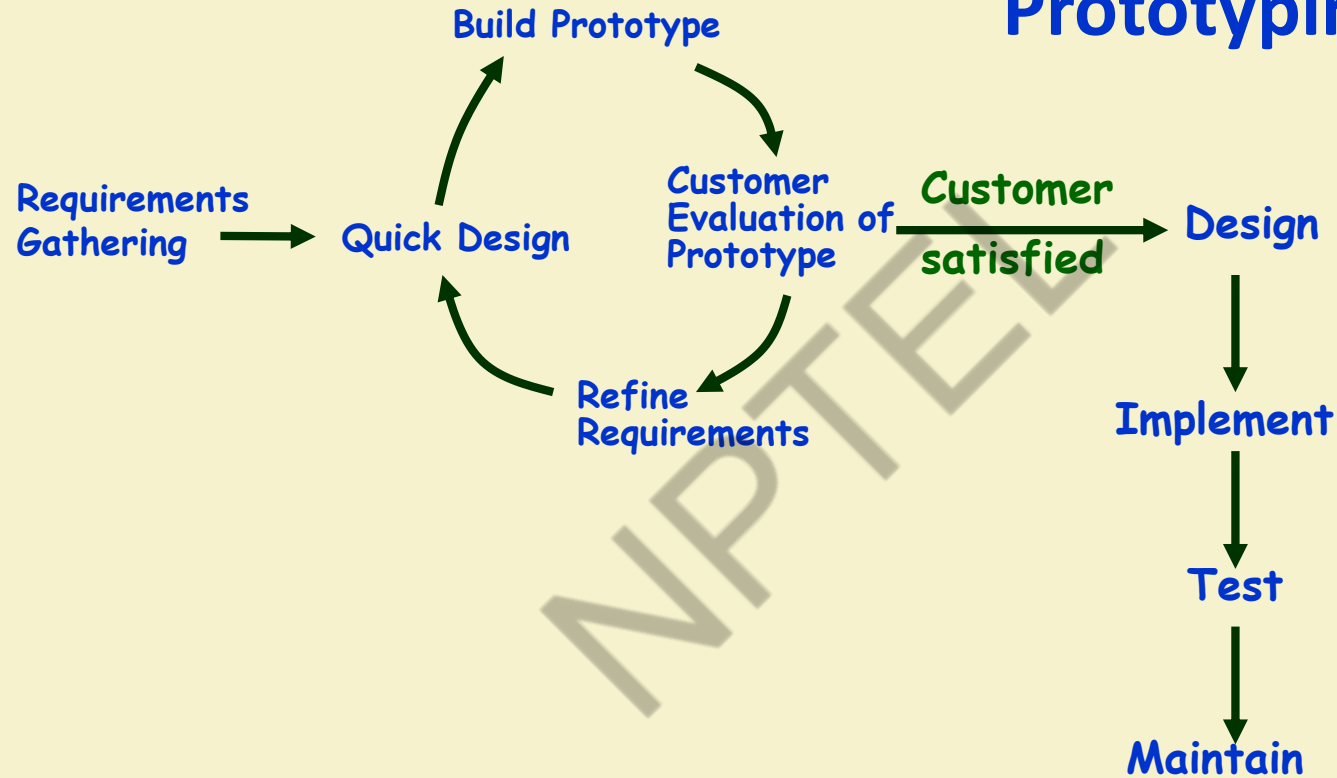 Prototypin
Build Prototype
Requirements
Gathering
Quick Design
Customer
Evaluation of
Prototype
Customer
satisfied
Design
Refine
Requirements
Implement
Test
Maintain
NPTEL